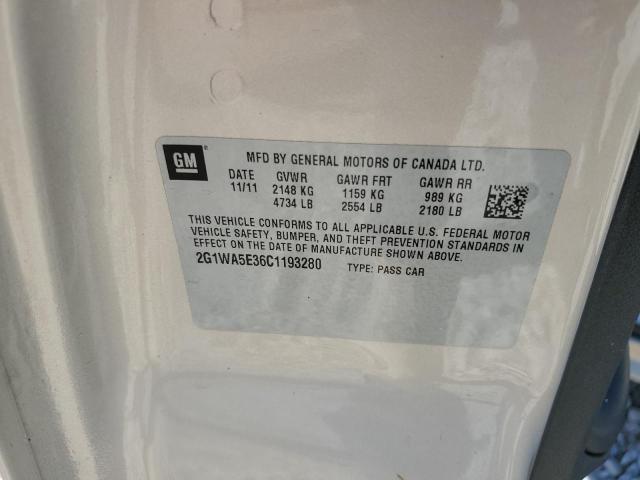 GM
MFD BY GENERAL MOTORS OF CANADA LTD.
DATE GVWR GAWR FRT GAWR RR
11/11 2148 KG 1159 KG 989 KG
4734 LB 2554 LB 2180 LB
THIS VEHICLE CONFORMS TO ALL APPLICABLE U.S. FEDERAL MOTOR
VEHICLE SAFETY, BUMPER, AND THEFT PREVENTION STANDARDS IN
EFFECT ON THE DATE OF MANUFACTURE SHOWN ABOVE.
2G1WA5E36C1193280 TYPE: PASS CAR